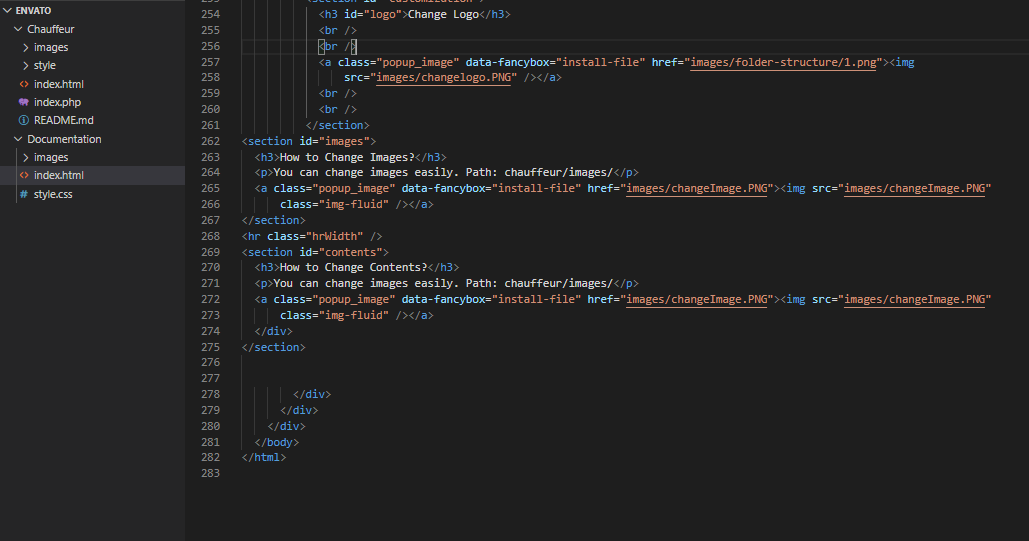 ENVATO
Chauffeur
images
style
index.html
index.php
README.md
Documentation
images
index.html
style.css
254 <h3 id="logo">Change Logo</h3>
255 <br />
256 <br />
257 <a class="popup_image" data-fancybox="install-file" href="images/folder-structure/1.png"><img
258 src="images/changelogo.PNG" /></a>
259 <br />
260 <br />
261 </section>
262 <section id="images">
263 <h3>How to Change Images?</h3>
264 <p>You can change images easily. Path: chauffeur/images/</p>
265 <a class="popup_image" data-fancybox="install-file" href="images/changeImage.PNG"><img src="images/changeImage.PNG"
266 class="img-fluid" /></a>
267 </section>
268 <hr class="hrWidth" />
269 <section id="contents">
270 <h3>How to Change Contents?</h3>
271 <p>You can change images easily. Path: chauffeur/images/</p>
272 <a class="popup_image" data-fancybox="install-file" href="images/changeImage.PNG"><img src="images/changeImage.PNG"
273 class="img-fluid" /></a>
274 </div>
275 </section>
276
277
278 </div>
279 </div>
280 </div>
281 </body>
282 </html>
283